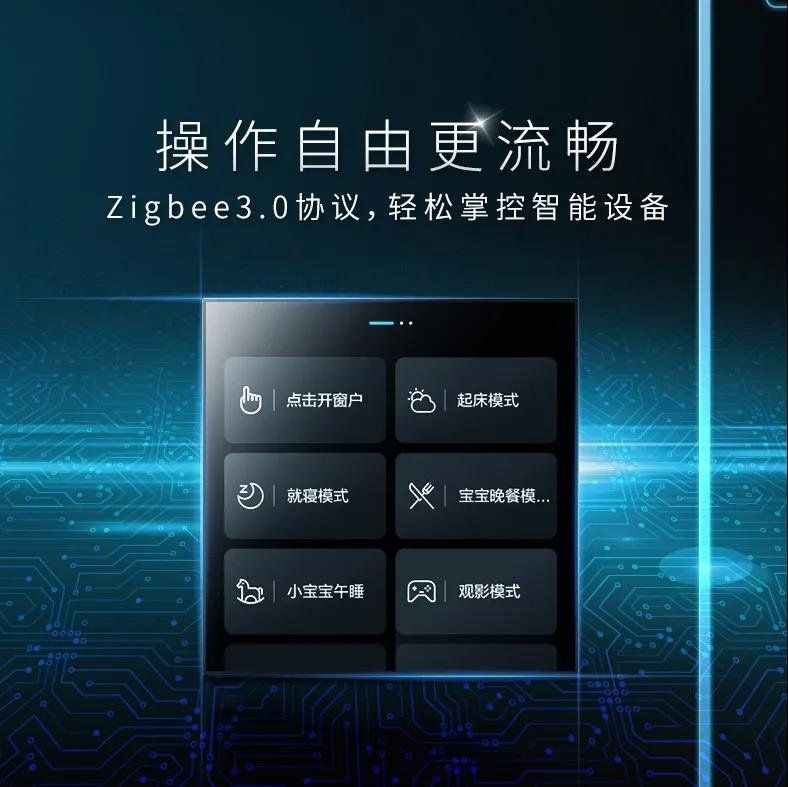 操作自由更流畅
Zigbee3.0协议,轻松掌控智能设备
点击开窗户
起床模式
就寝模式
宝宝晚餐模...
小宝宝午睡
观影模式